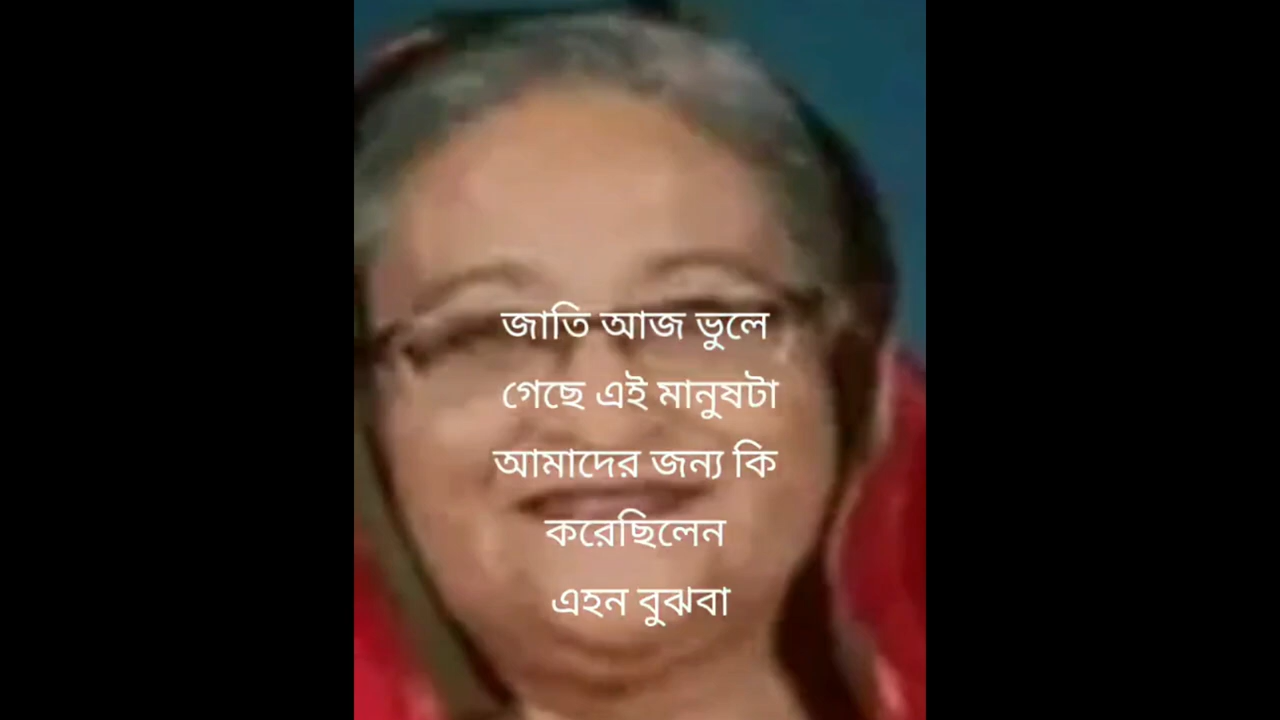 জাতি আজ ভুলে
গেছে এই মানুষটা
আমাদের জন্য কি
করেছিলেন
এহন বুঝবা